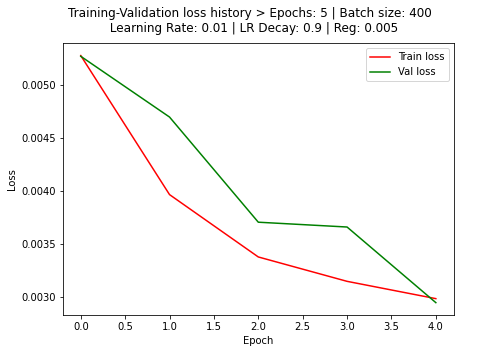 Training-Validation loss history > Epochs: 5 | Batch size: 400
Learning Rate: 0.01 | LR Decay: 0.9 | Reg: 0.005
Train loss
Val loss
0.0050
0.0045
0.0040
0.0035
0.0030
Loss
0.0 0.5 1.0 1.5 2.0 2.5 3.0 3.5 4.0
Epoch